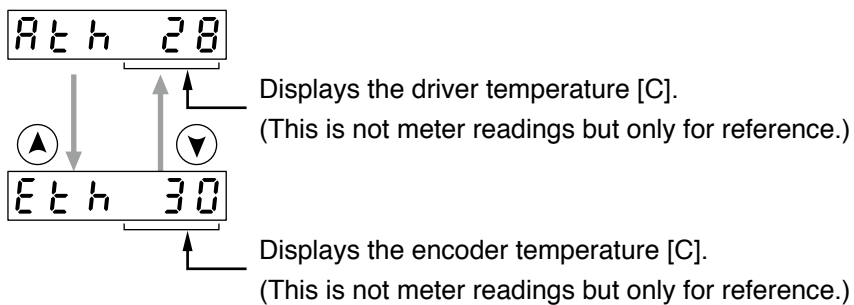 Ath 28
Displays the driver temperature [C].
(This is not meter readings but only for reference.)
Eth 30
Displays the encoder temperature [C].
(This is not meter readings but only for reference.)